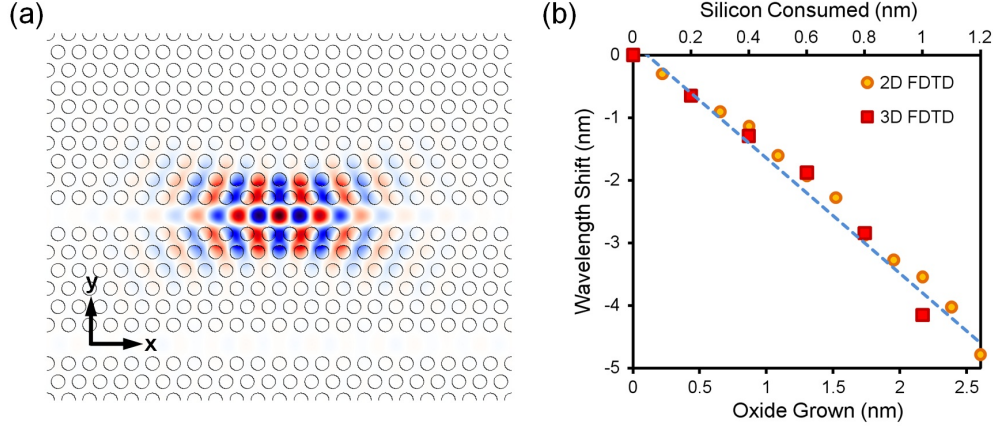 (a)
y
x
(b)
Silicon Consumed (nm)
0 0.2 0.4 0.6 0.8 1 1.2
0
-1
-2
-3
-4
-5
Wavelength Shift (nm)
2D FDTD
3D FDTD
0 0.5 1 1.5 2 2.5
Oxide Grown (nm)